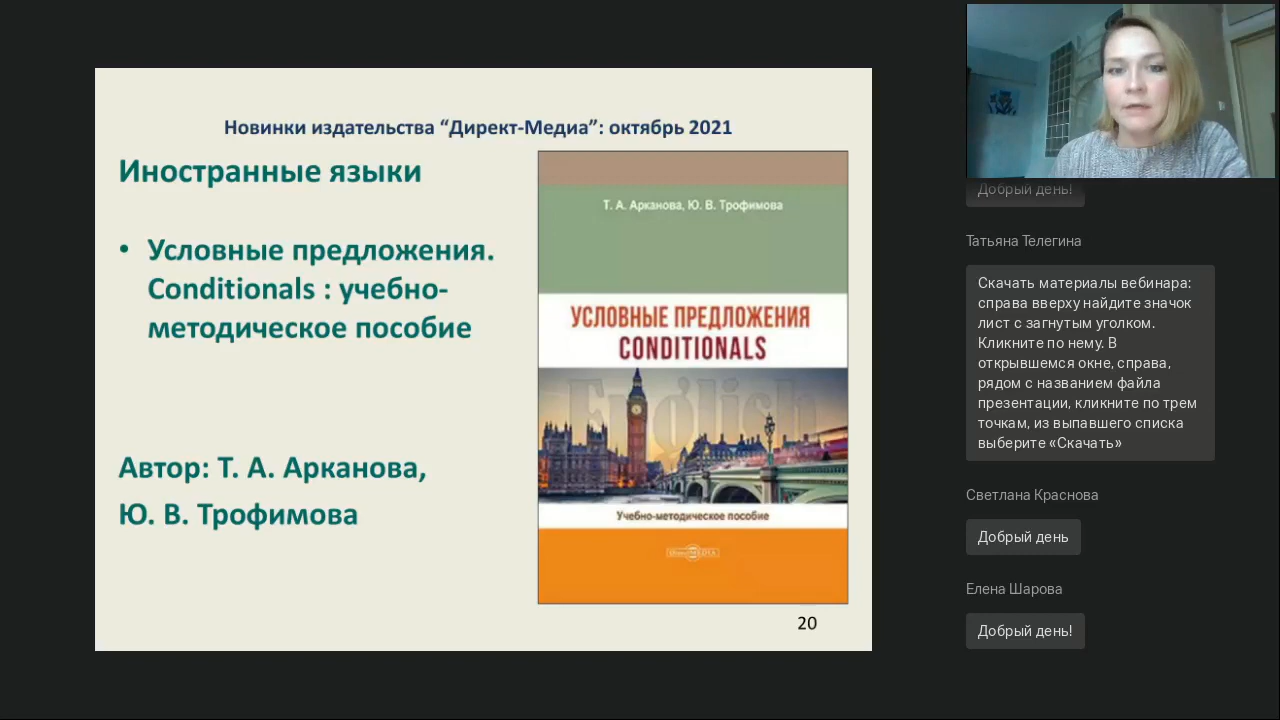 Новинки издательства “Директ-Медиа”: октябрь 2021
Иностранные языки
• Условные предложения.
Conditionals : учебно-
методическое пособие
Автор: Т. А. Арканова,
Ю. В. Трофимова
Т. А. Арканова, Ю. В. Трофимова
УСЛОВНЫЕ ПРЕДЛОЖЕНИЯ
CONDITIONALS
English
Учебно-методическое пособие
20
Добрый день!
Татьяна Телегина
Скачать материалы вебинара:
справа вверху найдите значок
лист с загнутым уголком.
Кликните по нему. В
открывшемся окне, справа,
рядом с названием файла
презентации, кликните по трем
точкам, из выпавшего списка
выберите «Скачать»
Светлана Краснова
Добрый день
Елена Шарова
Добрый день!